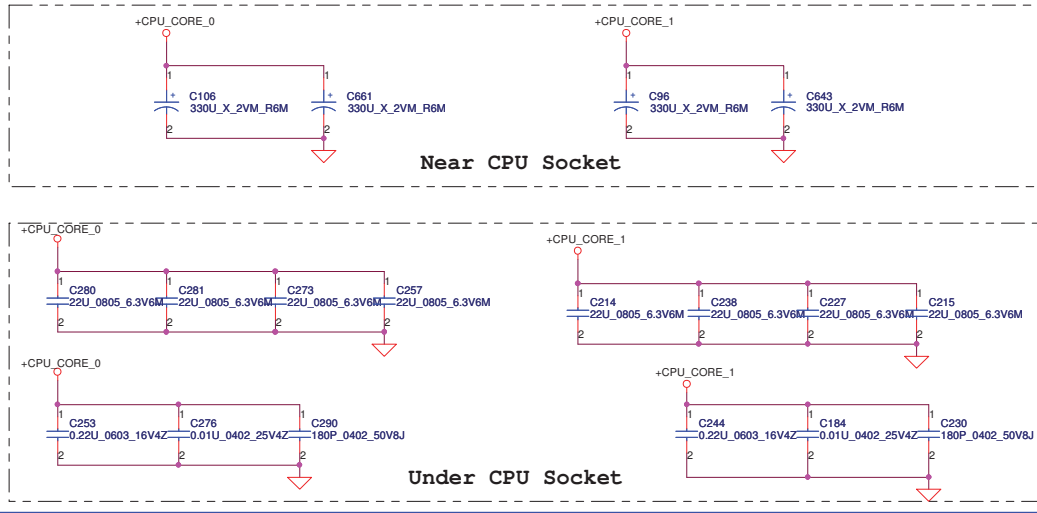 +CPU_CORE_0
+CPU_CORE_1
1 1 1 1
C106 C661 C96 C643
330U_X_2VM_R6M 330U_X_2VM_R6M 330U_X_2VM_R6M 330U_X_2VM_R6M
2 2 2 2
Near CPU Socket
+CPU_CORE_0
+CPU_CORE_1
1 1 1 1
C280 C281 C273 C257
22U_0805_6.3V6M 22U_0805_6.3V6M 22U_0805_6.3V6M 22U_0805_6.3V6M
2 2 2 2
1 1 1 1
C214 C238 C227 C215
22U_0805_6.3V6M 22U_0805_6.3V6M 22U_0805_6.3V6M 22U_0805_6.3V6M
2 2 2 2
+CPU_CORE_0
+CPU_CORE_1
1 1 1
C253 C276 C290
0.22U_0603_16V4Z 0.01U_0402_25V4Z 180P_0402_50V8J
2 2 2
1 1 1
C244 C184 C230
0.22U_0603_16V4Z 0.01U_0402_25V4Z 180P_0402_50V8J
2 2 2
Under CPU Socket